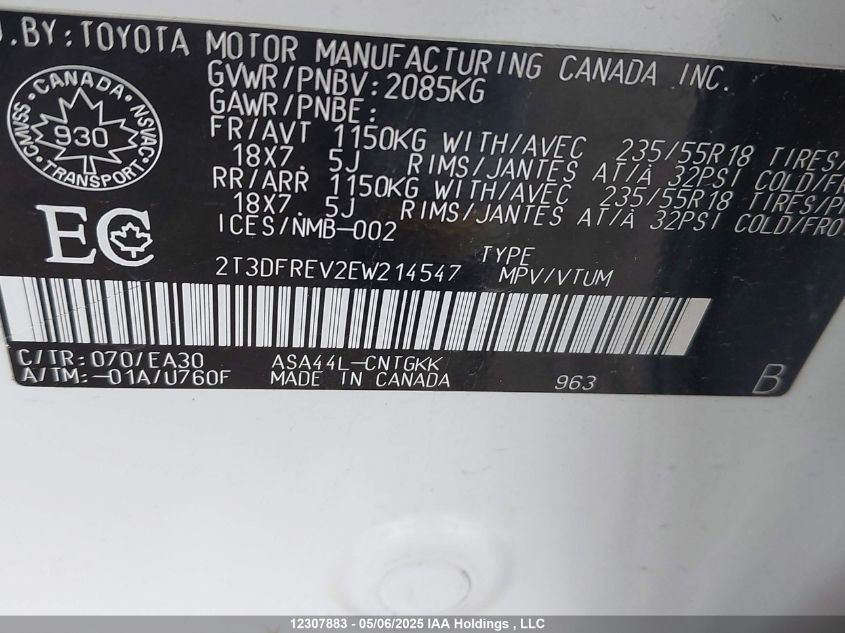 .BY:TOYOTA MOTOR MANUFACTURING CANADA INC.
GVWR/PNBV:2085KG
GAWR/PNBE:
FR/AVT 1150KG WITH/AVEC 235/55R18 TIRES/
18X7.5J RIMS/JANTES AT/À 32PSI COLD/FR
RR/ARR 1150KG WITH/AVEC 235/55R18 TIRES/P
18X7.5J RIMS/JANTES AT/À 32PSI COLD/FRO
ICES/NMB-002
CANADA
CMVSS 930 NSVAC
TRANSPORT
EC
TYPE
2T3DFREV2EW214547 MPV/VTUM
C/TR:070/EA30 ASA44L-CNTGKK
A/TM:-01A/U760F MADE IN CANADA 963 B
12307883 - 05/06/2025 IAA Holdings , LLC